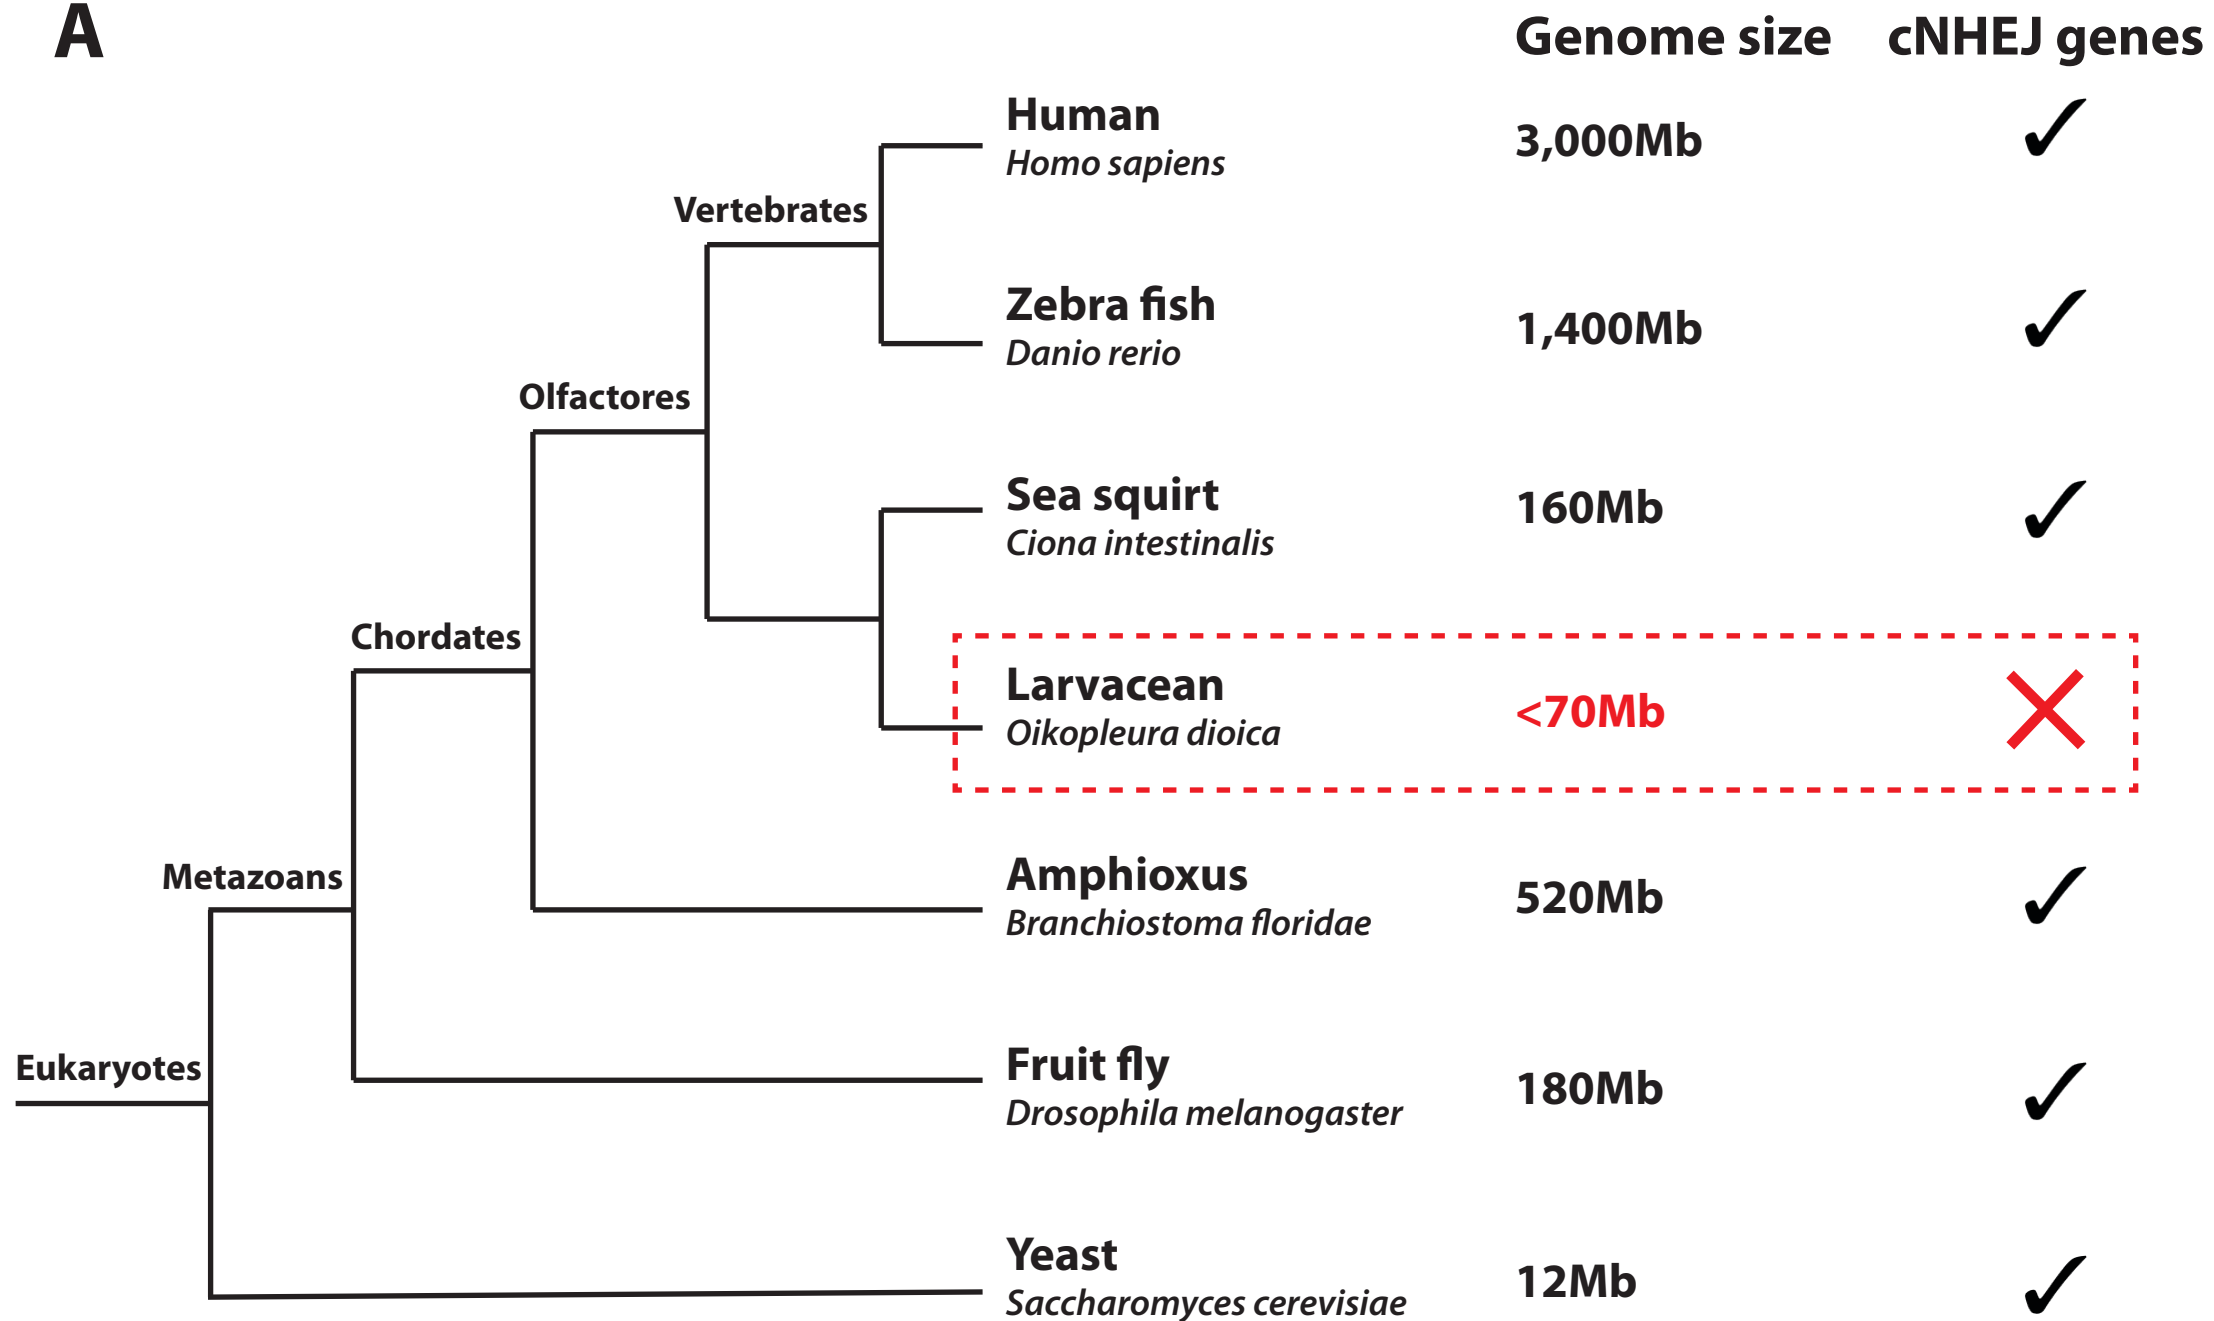 A
Genome size cNHEJ genes
Human
Homo sapiens
3,000Mb
Vertebrates
Zebra fish
Danio rerio
1,400Mb
Olfactores
Sea squirt
Ciona intestinalis
160Mb
Chordates
Larvacean
Oikopleura dioica
<70Mb
Metazoans
Amphioxus
Branchiostoma floridae
520Mb
Eukaryotes
Fruit fly
Drosophila melanogaster
180Mb
Yeast
Saccharomyces cerevisiae
12Mb